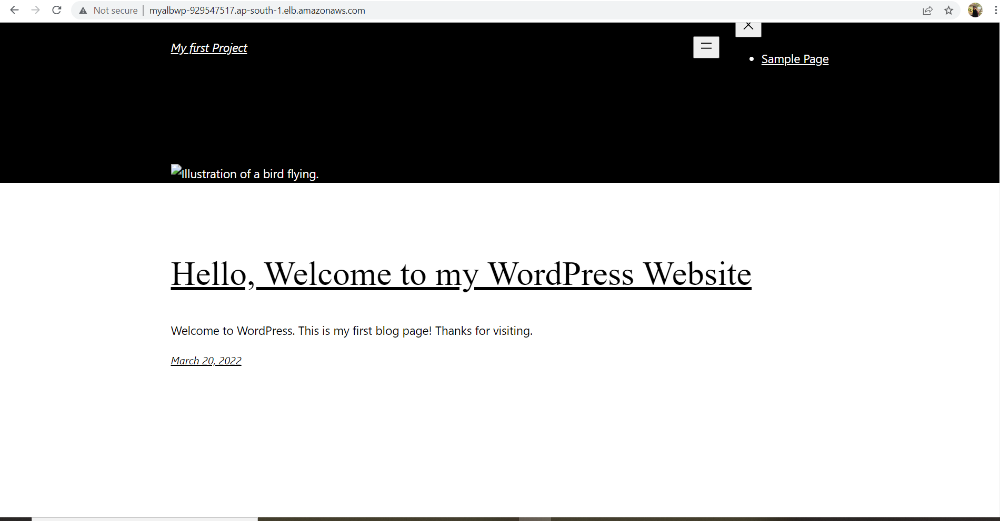 Not secure | myalbwp-929547517.ap-south-1.elb.amazonaws.com
My first Project
Sample Page
Illustration of a bird flying.
Hello, Welcome to my WordPress Website
Welcome to WordPress. This is my first blog page! Thanks for visiting.
March 20, 2022